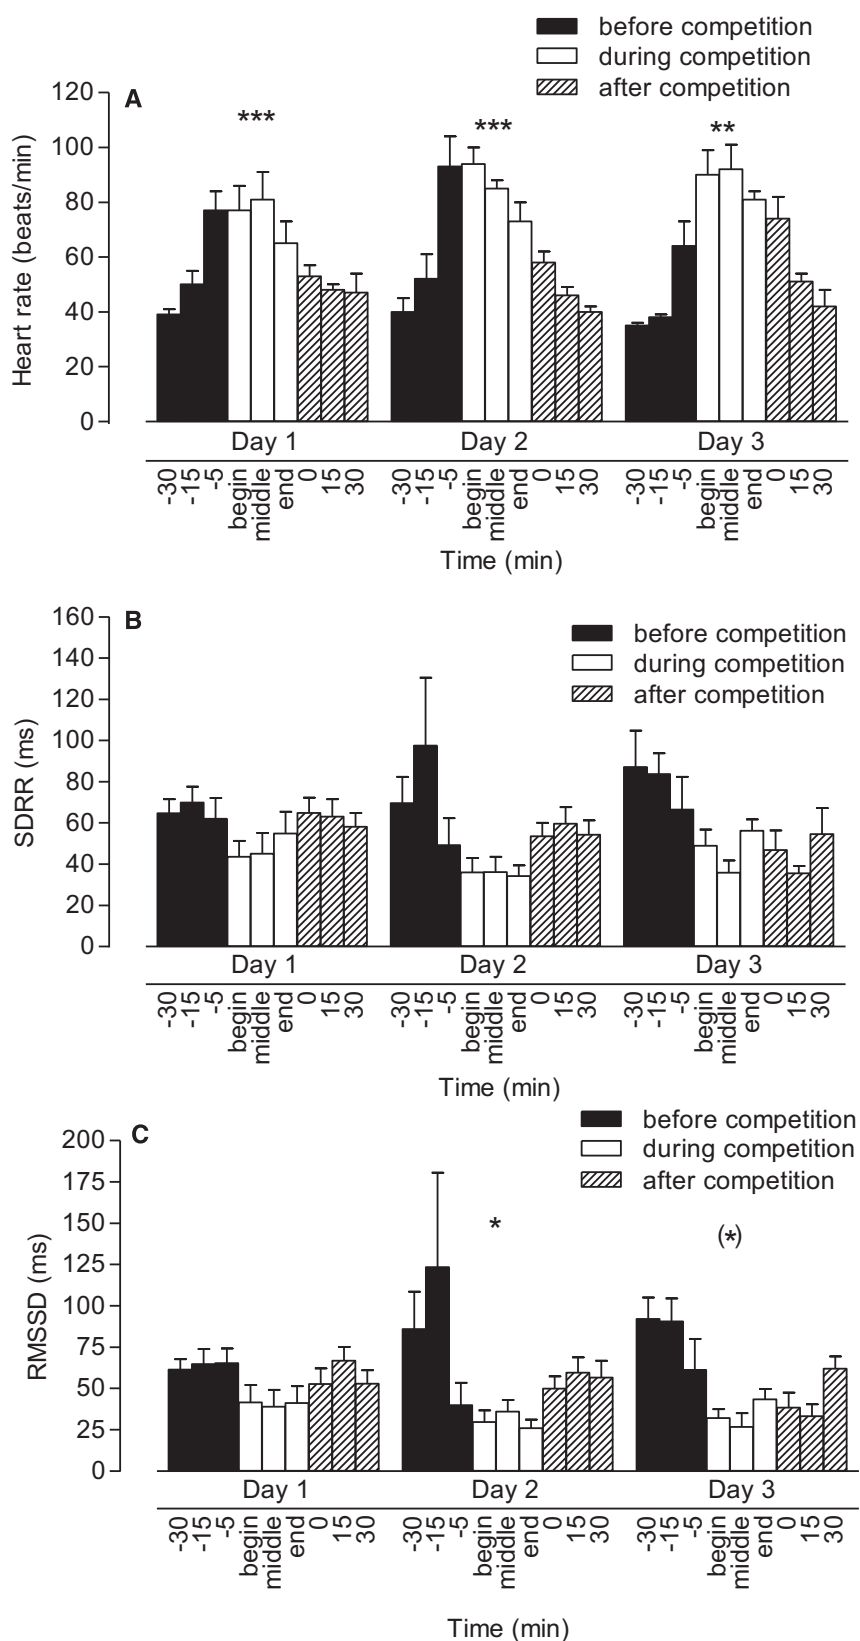 before competition
during competition
after competition
A
120
100
80
60
40
20
0
Heart rate (beats/min)
*** *** **
Day 1 Day 2 Day 3
-30 -15 -5 begin middle end 0 15 30 -30 -15 -5 begin middle end 0 15 30 -30 -15 -5 begin middle end 0 15 30
Time (min)
B
before competition
during competition
after competition
160
140
120
100
80
60
40
20
0
SDRR (ms)
Day 1 Day 2 Day 3
-30 -15 -5 begin middle end 0 15 30 -30 -15 -5 begin middle end 0 15 30 -30 -15 -5 begin middle end 0 15 30
Time (min)
C
before competition
during competition
after competition
200
175
150
125
100
75
50
25
0
RMSSD (ms)
* (*)
Day 1 Day 2 Day 3
-30 -15 -5 begin middle end 0 15 30 -30 -15 -5 begin middle end 0 15 30 -30 -15 -5 begin middle end 0 15 30
Time (min)